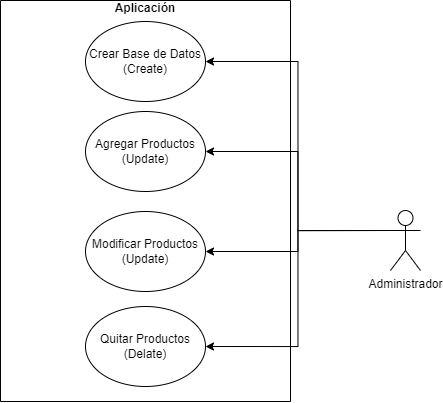 Aplicación
Crear Base de Datos
(Create)
Agregar Productos
(Update)
Modificar Productos
(Update)
Administrador
Quitar Productos
(Delate)